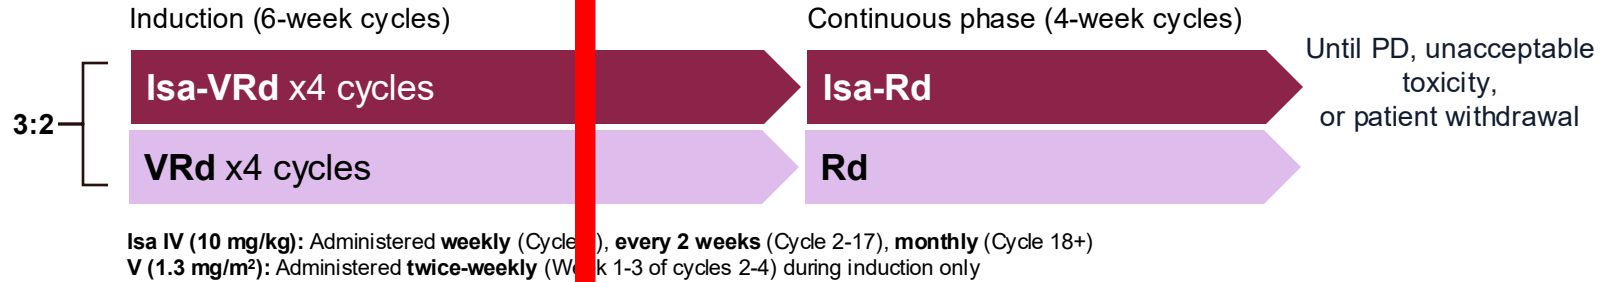 Induction (6-week cycles)
Continuous phase (4-week cycles)
3:2
Isa-VRd x4 cycles
Isa-Rd
VRd x4 cycles
Rd
Until PD, unacceptable
toxicity,
or patient withdrawal
Isa IV (10 mg/kg): Administered weekly (Cycle ), every 2 weeks (Cycle 2-17), monthly (Cycle 18+)
V (1.3 mg/m²): Administered twice-weekly ( 1-3 of cycles 2-4) during induction only